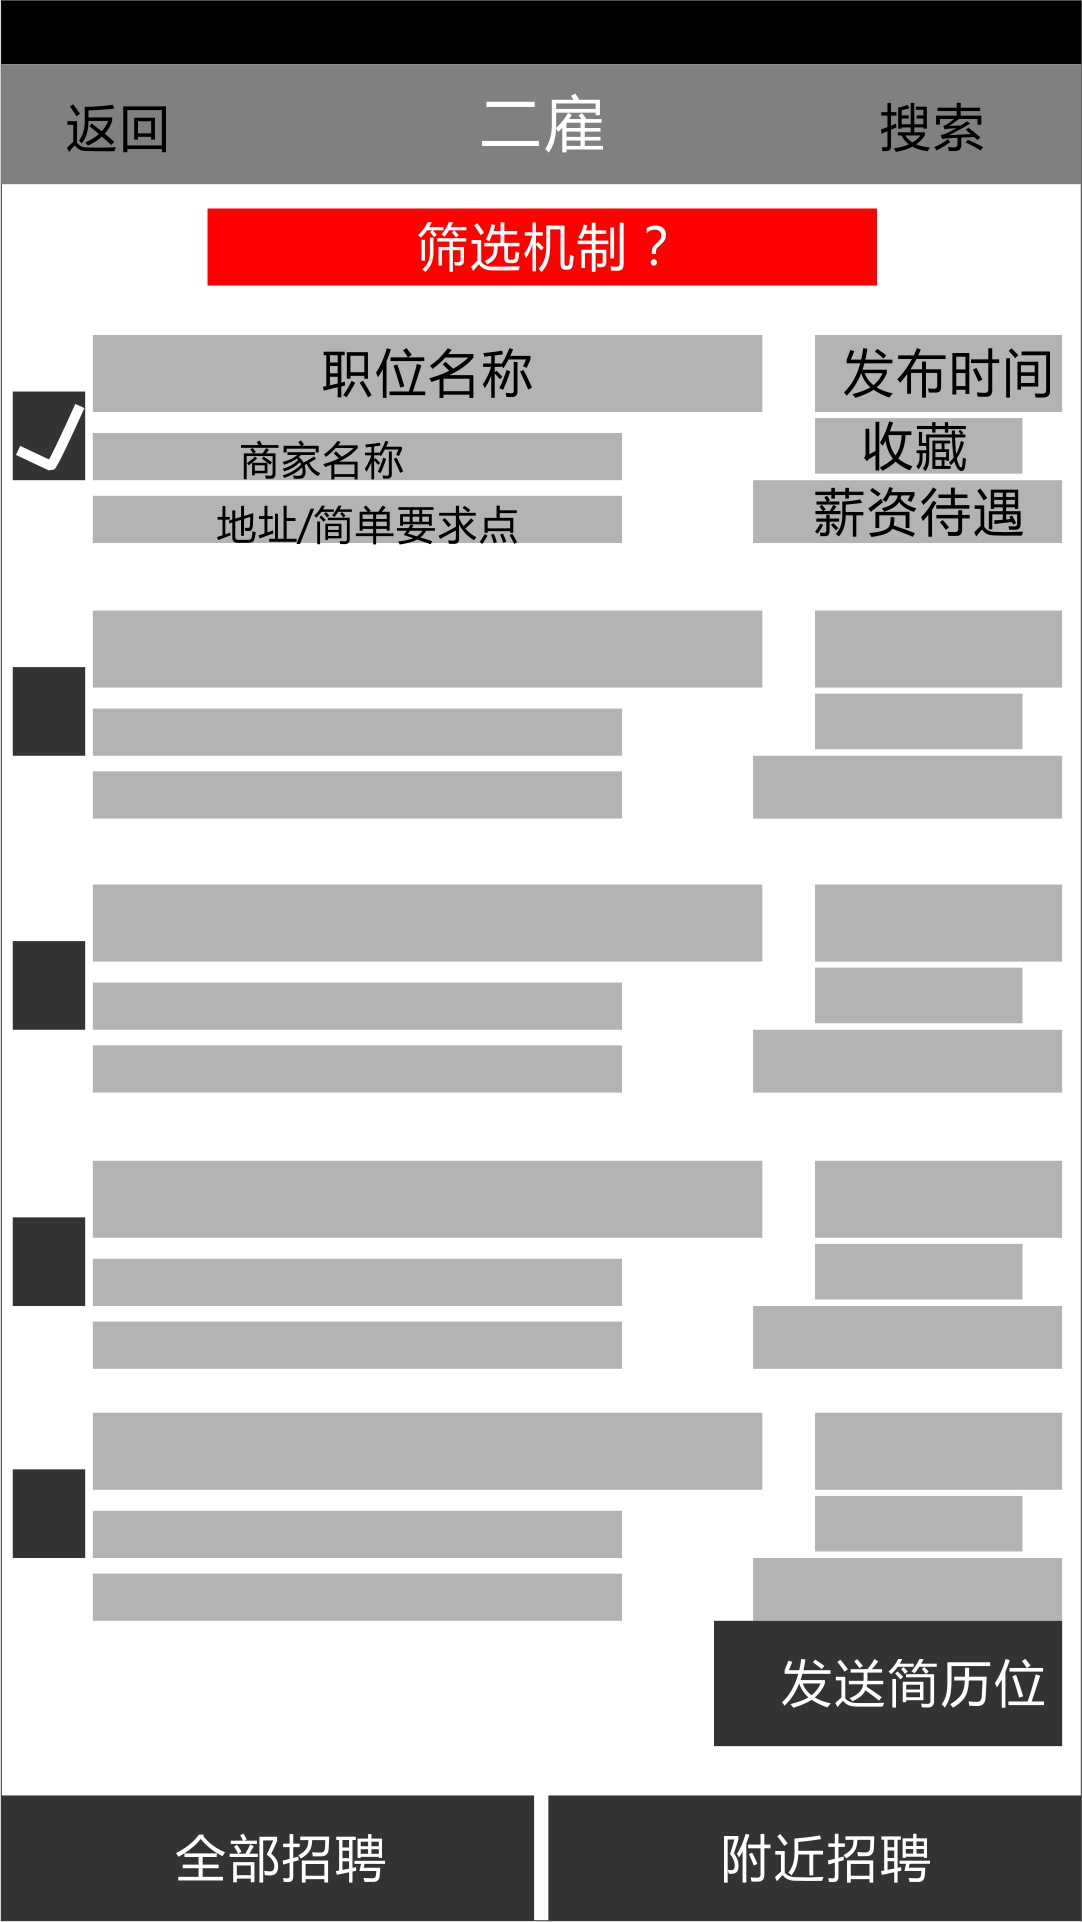 返回
二雇
搜索
筛选机制？
职位名称
发布时间
商家名称
收藏
地址/简单要求点
薪资待遇
发送简历位
全部招聘
附近招聘